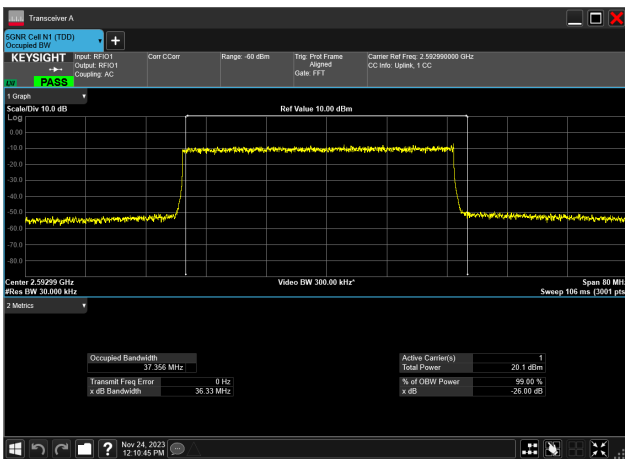 Transceiver A
5GNR Cell N1 (TDD)
Occupied BW
KEYSIGHT
PASS
Input: RFIO1
Output: RFIO1
Coupling: AC
Corr CCorr
Range: -60 dBm
Trig: Prot Frame
Aligned
Gate: FFT
Carrier Ref Freq: 2.592990000 GHz
CC Info: Uplink, 1 CC
1 Graph
Scale/Div 10.0 dB
Ref Value 10.00 dBm
Log
0.00
-10.0
-20.0
-30.0
-40.0
-50.0
-60.0
-70.0
-80.0
Center 2.59299 GHz
Video BW 300.00 kHz*
Span 80 MHz
#Res BW 30.000 kHz
Sweep 106 ms (3001 pts
2 Metrics
Occupied Bandwidth
37.356 MHz
Active Carrier(s) 1
Total Power 20.1 dBm
Transmit Freq Error 0 Hz
x dB Bandwidth 36.33 MHz
% of OBW Power 99.00 %
x dB -26.00 dB
Nov 24, 2023
12:10:45 PM